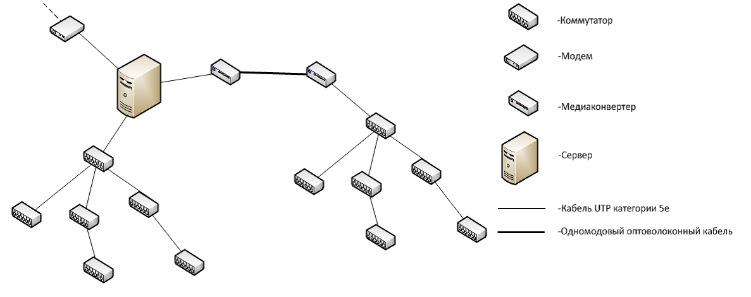 -Коммутатор
-Модем
-Медиаконвертер
-Сервер
-Кабель UTP категории 5е
-Одномодовый оптоволоконный кабель